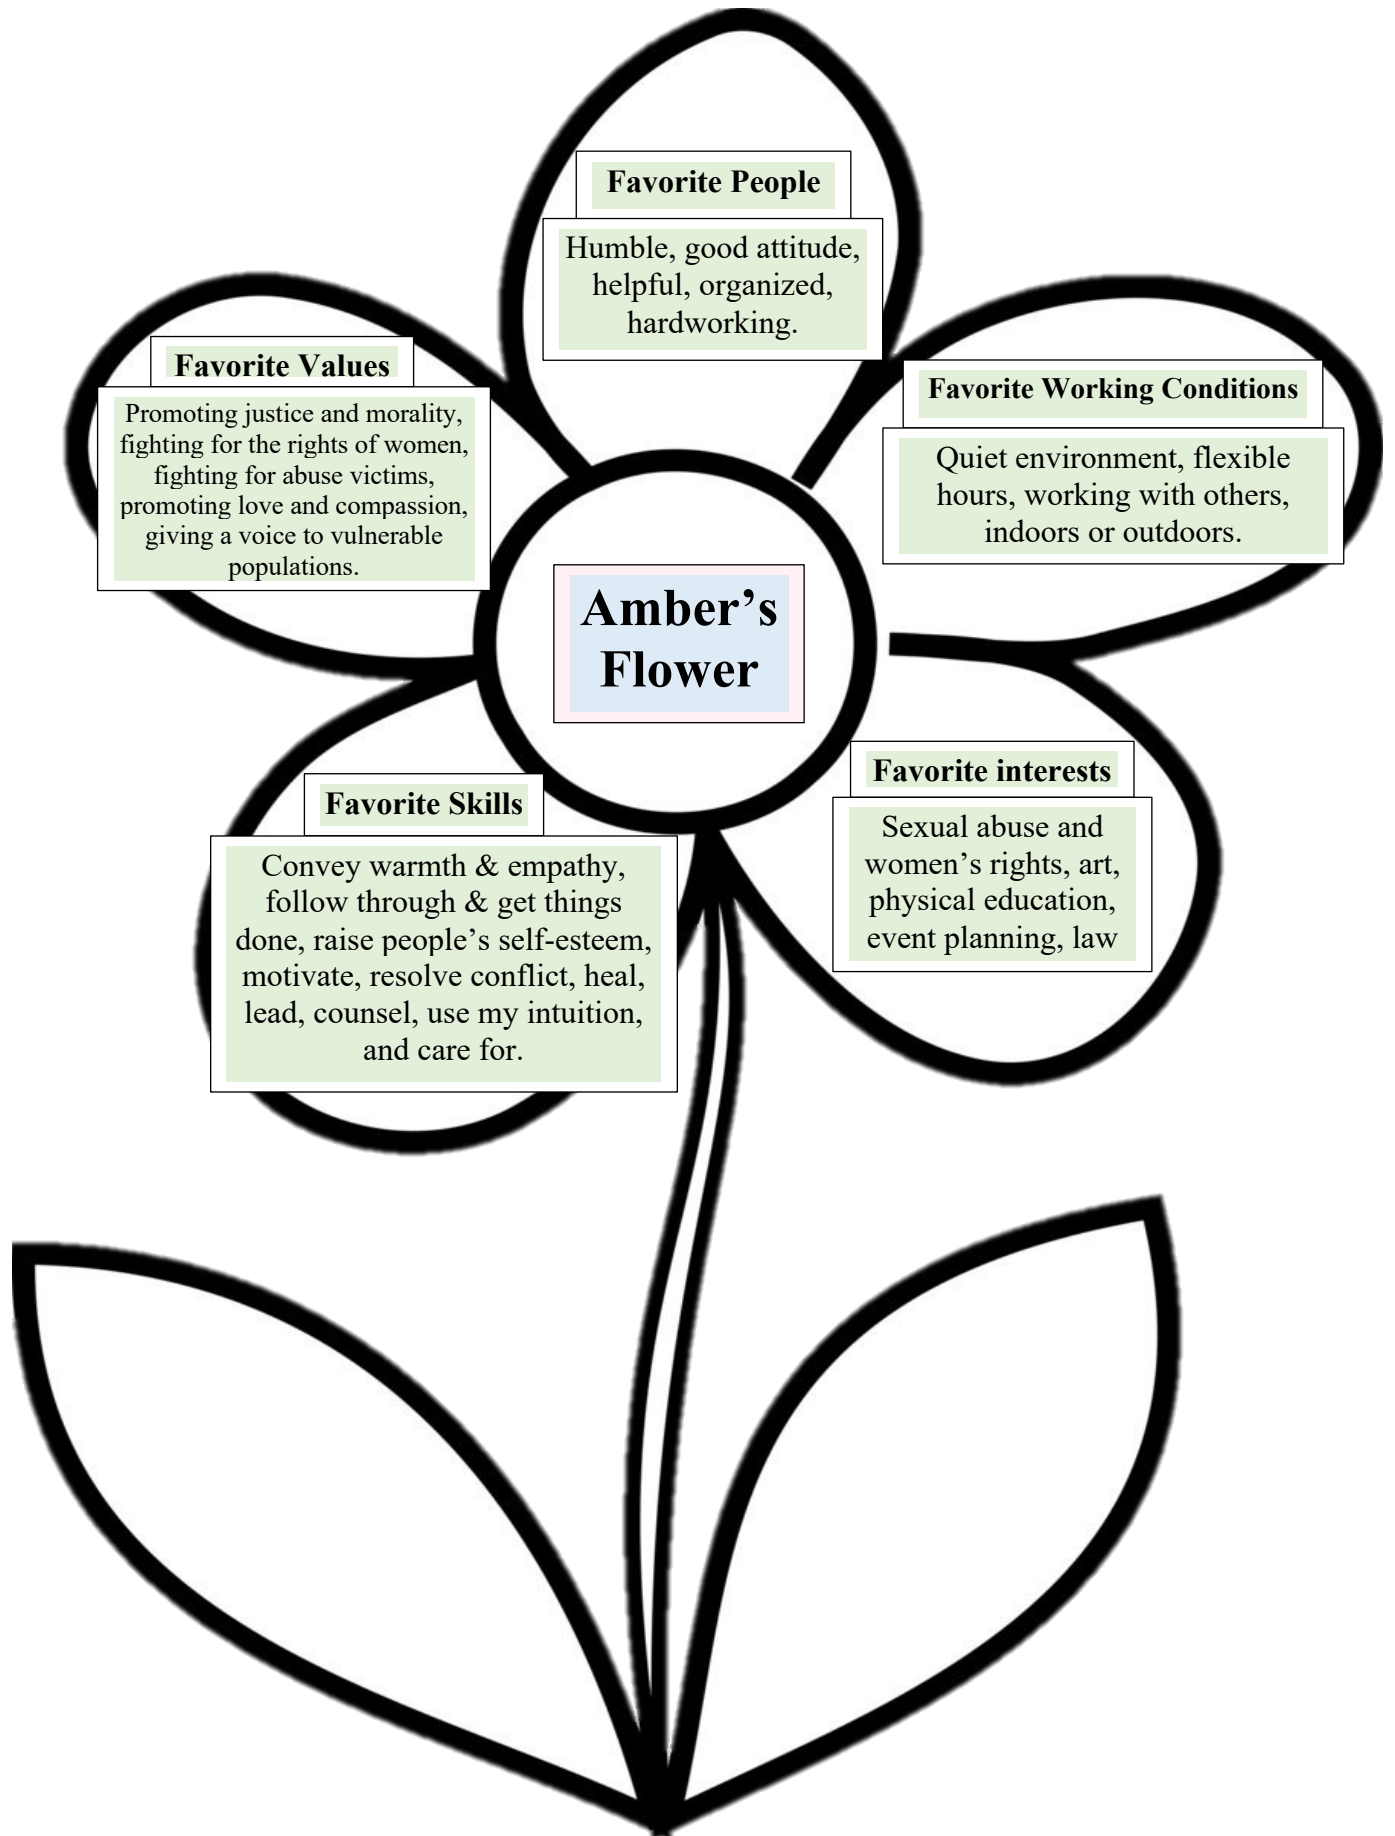 Favorite People
Humble, good attitude,
helpful, organized,
hardworking.
Favorite Values
Promoting justice and morality,
fighting for the rights of women,
fighting for abuse victims,
promoting love and compassion,
giving a voice to vulnerable
populations.
Favorite Working Conditions
Quiet environment, flexible
hours, working with others,
indoors or outdoors.
Amber’s
Flower
Favorite Skills
Convey warmth & empathy,
follow through & get things
done, raise people’s self-esteem,
motivate, resolve conflict, heal,
lead, counsel, use my intuition,
and care for.
Favorite interests
Sexual abuse and
women’s rights, art,
physical education,
event planning, law